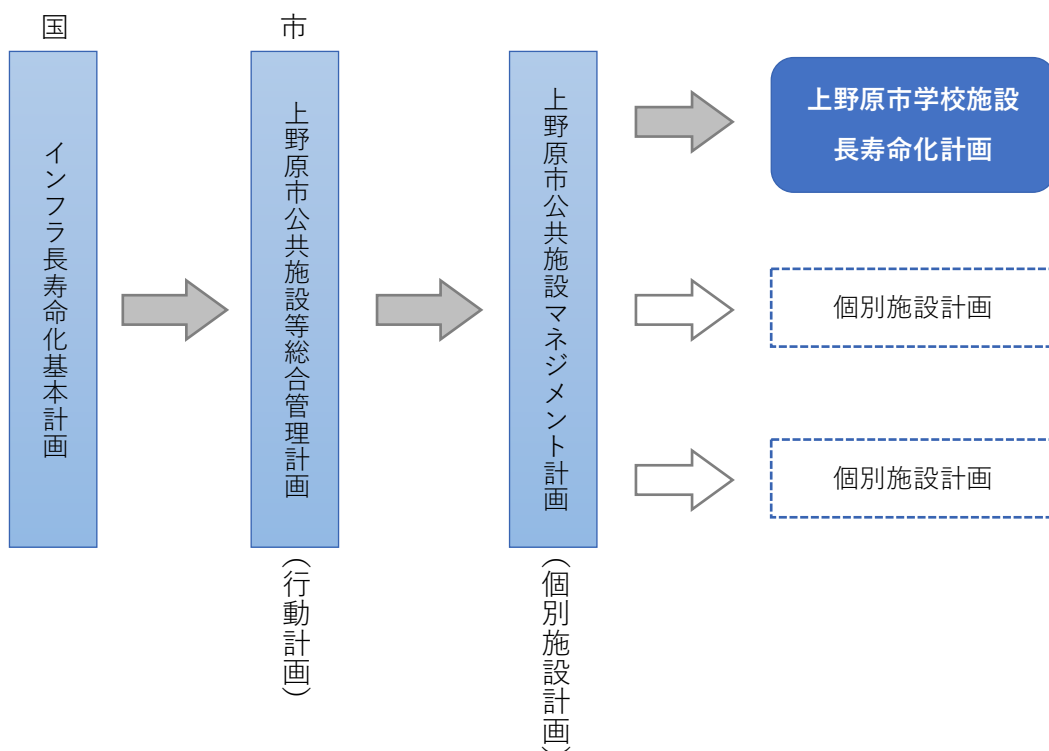 国
市
インフラ長寿命化基本計画
上野原市公共施設等総合管理計画
(行動計画)
上野原市公共施設マネジメント計画
(個別施設計画)
上野原市学校施設
長寿命化計画
個別施設計画
個別施設計画